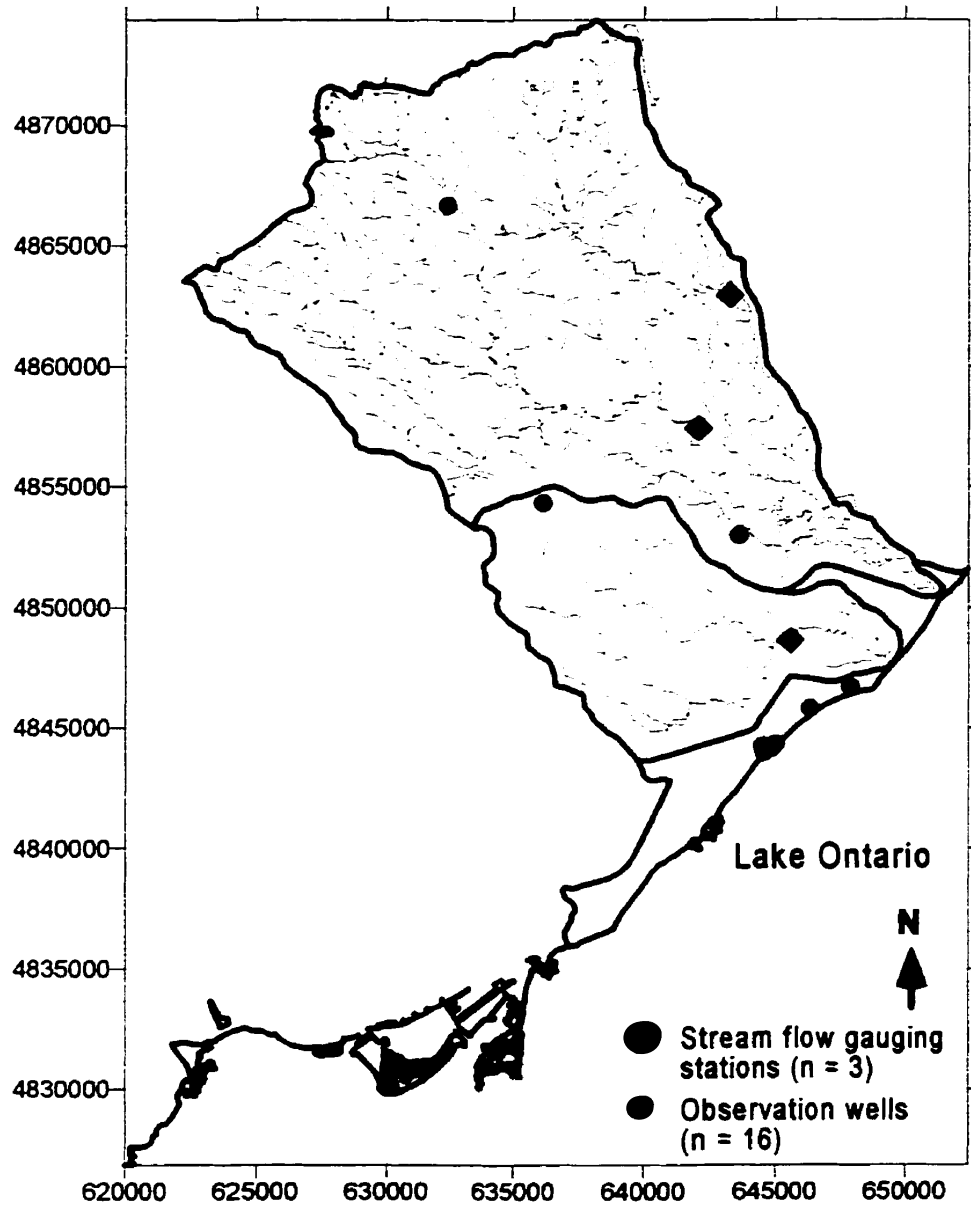 4870000
4865000
4860000
4855000
4850000
4845000
4840000
Lake Ontario
N
4835000
Stream flow gauging
stations (n = 3)
4830000
Observation wells
(n = 16)
620000 625000 630000 635000 640000 645000 650000